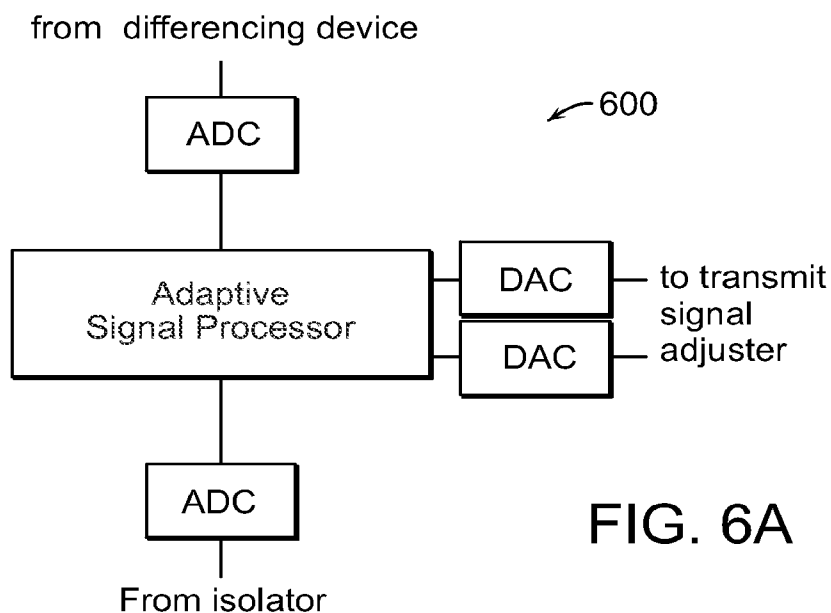 from differencing device
ADC
600
Adaptive
Signal Processor
DAC
DAC
to transmit
signal
adjuster
ADC
From isolator
FIG. 6A